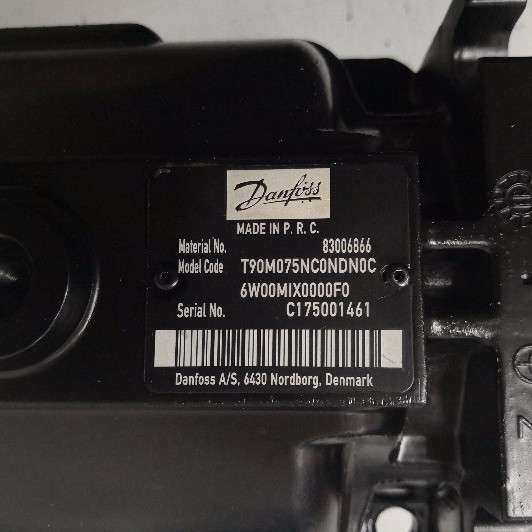 Danfoss
MADE IN P. R. C.
Material No. 83006866
Model Code T90M075NC0NDN0C
6W00MIX0000F0
Serial No. C175001461
Danfoss A/S, 6430 Nordborg, Denmark